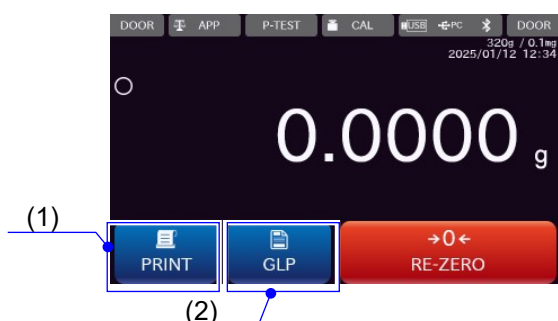 DOOR APP P-TEST CAL USB PC DOOR
320g / 0.1mg
2025/01/12 12:34
0.0000 g
(1)
PRINT GLP →0← RE-ZERO
(2)